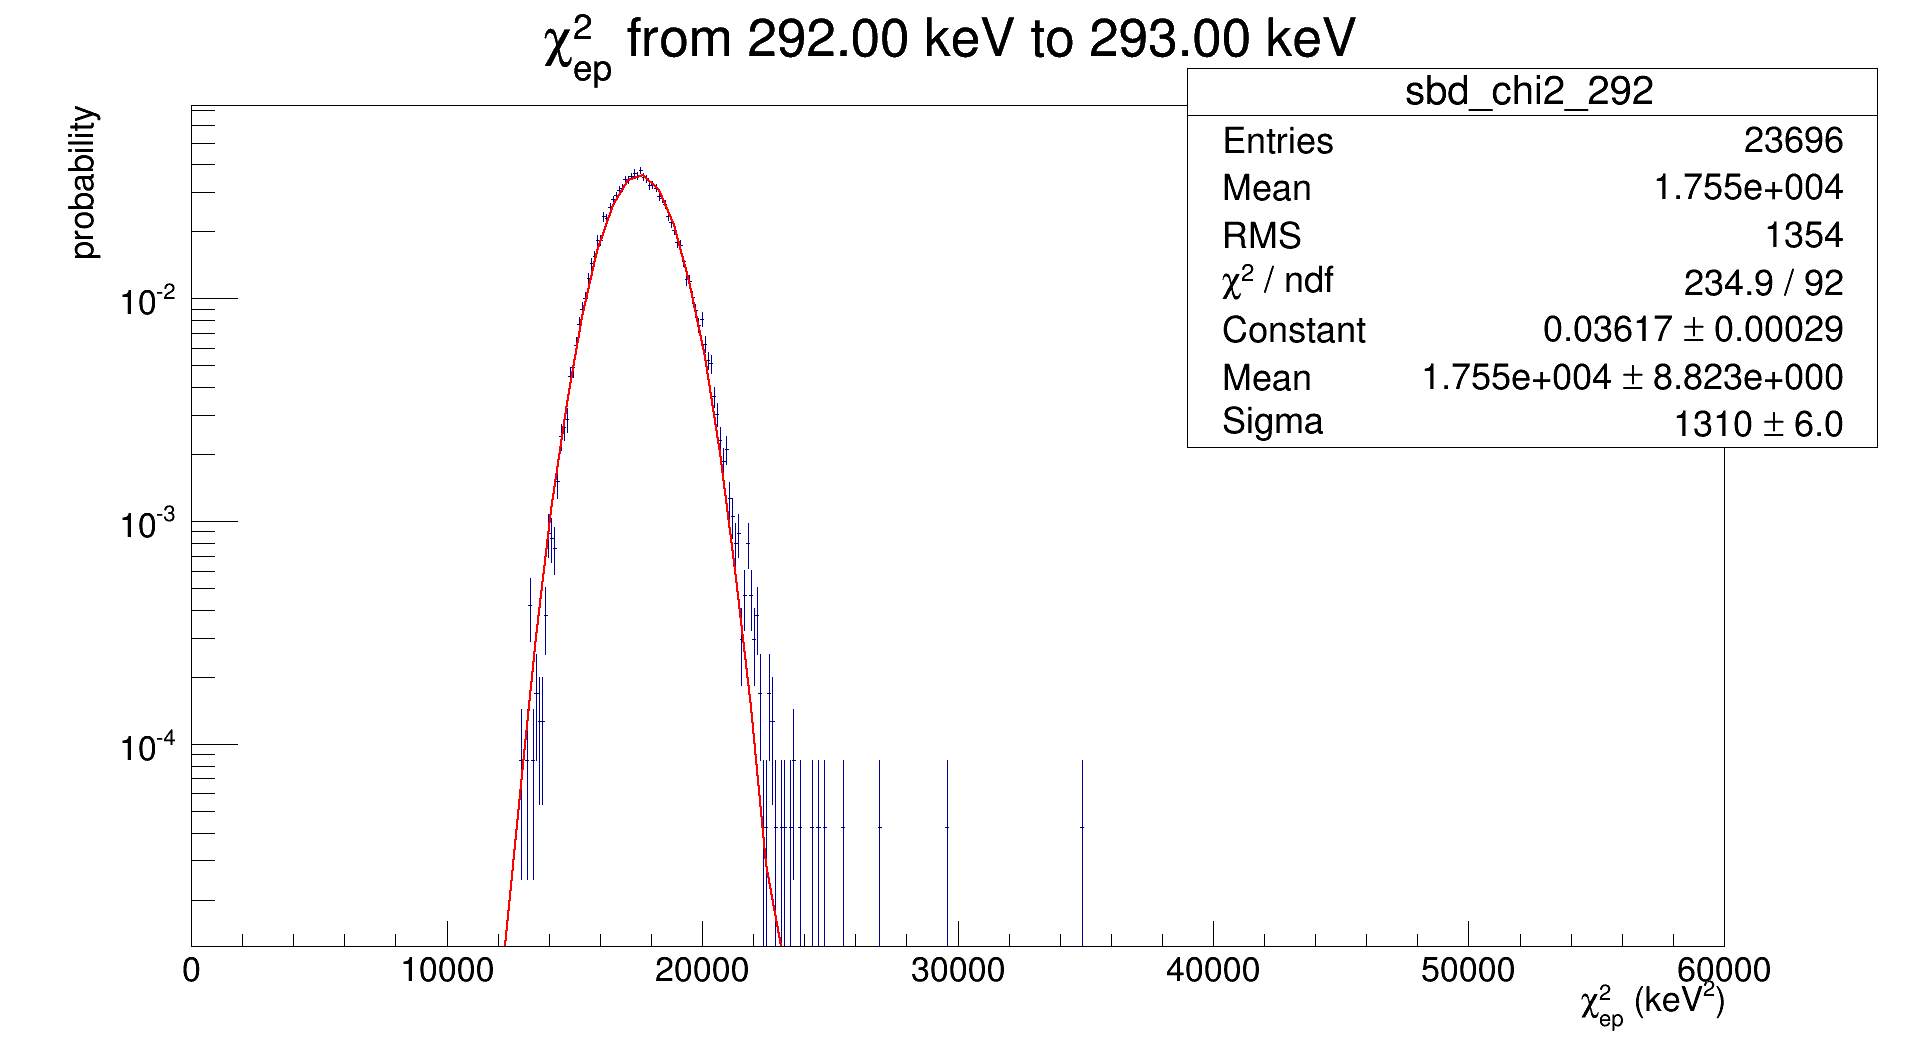 χ²ep from 292.00 keV to 293.00 keV
sbd_chi2_292
Entries 23696
Mean 1.755e+004
RMS 1354
χ² / ndf 234.9 / 92
Constant 0.03617 ± 0.00029
Mean 1.755e+004 ± 8.823e+000
Sigma 1310 ± 6.0
probability
10⁻²
10⁻³
10⁻⁴
0 10000 20000 30000 40000 50000 60000
χ²ep (keV²)